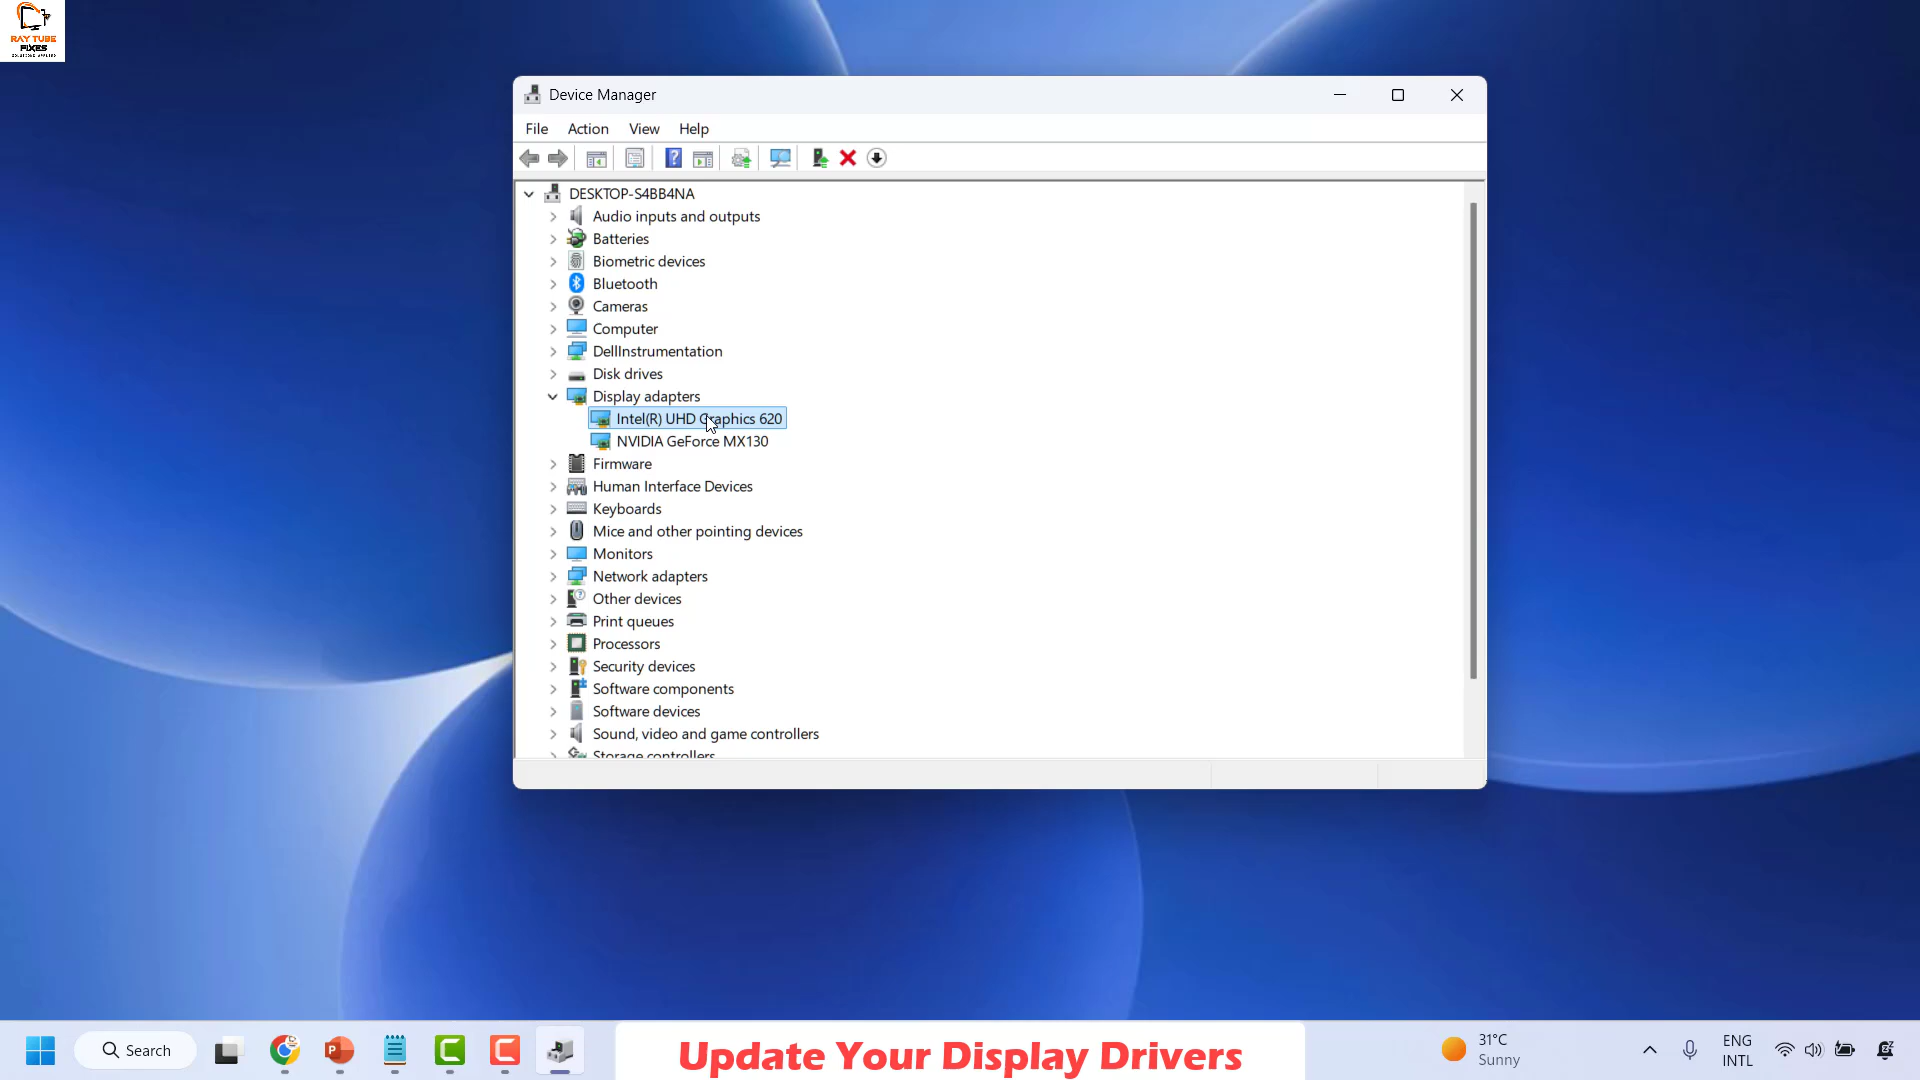 RAY TUBE
FIXES
Device Manager
File Action View Help
DESKTOP-S4BB4NA
Audio inputs and outputs
Batteries
Biometric devices
Bluetooth
Cameras
Computer
DellInstrumentation
Disk drives
Display adapters
Intel(R) UHD Graphics 620
NVIDIA GeForce MX130
Firmware
Human Interface Devices
Keyboards
Mice and other pointing devices
Monitors
Network adapters
Other devices
Print queues
Processors
Security devices
Software components
Software devices
Sound, video and game controllers
Storage controllers
Search
Update Your Display Drivers
31°C
Sunny
ENG
INTL